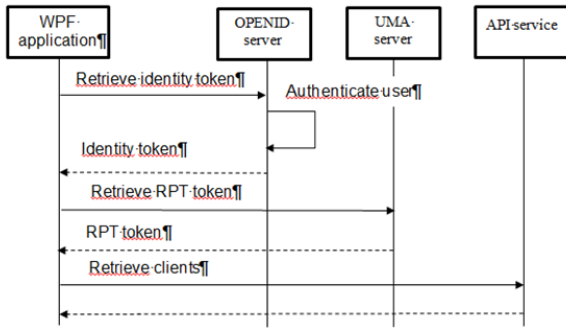 WPF
application¶
OPENID
server
UMA
server
API service
Retrieve identity token¶
Authenticate user¶
Identity token¶
Retrieve RPT token¶
RPT token¶
Retrieve clients¶